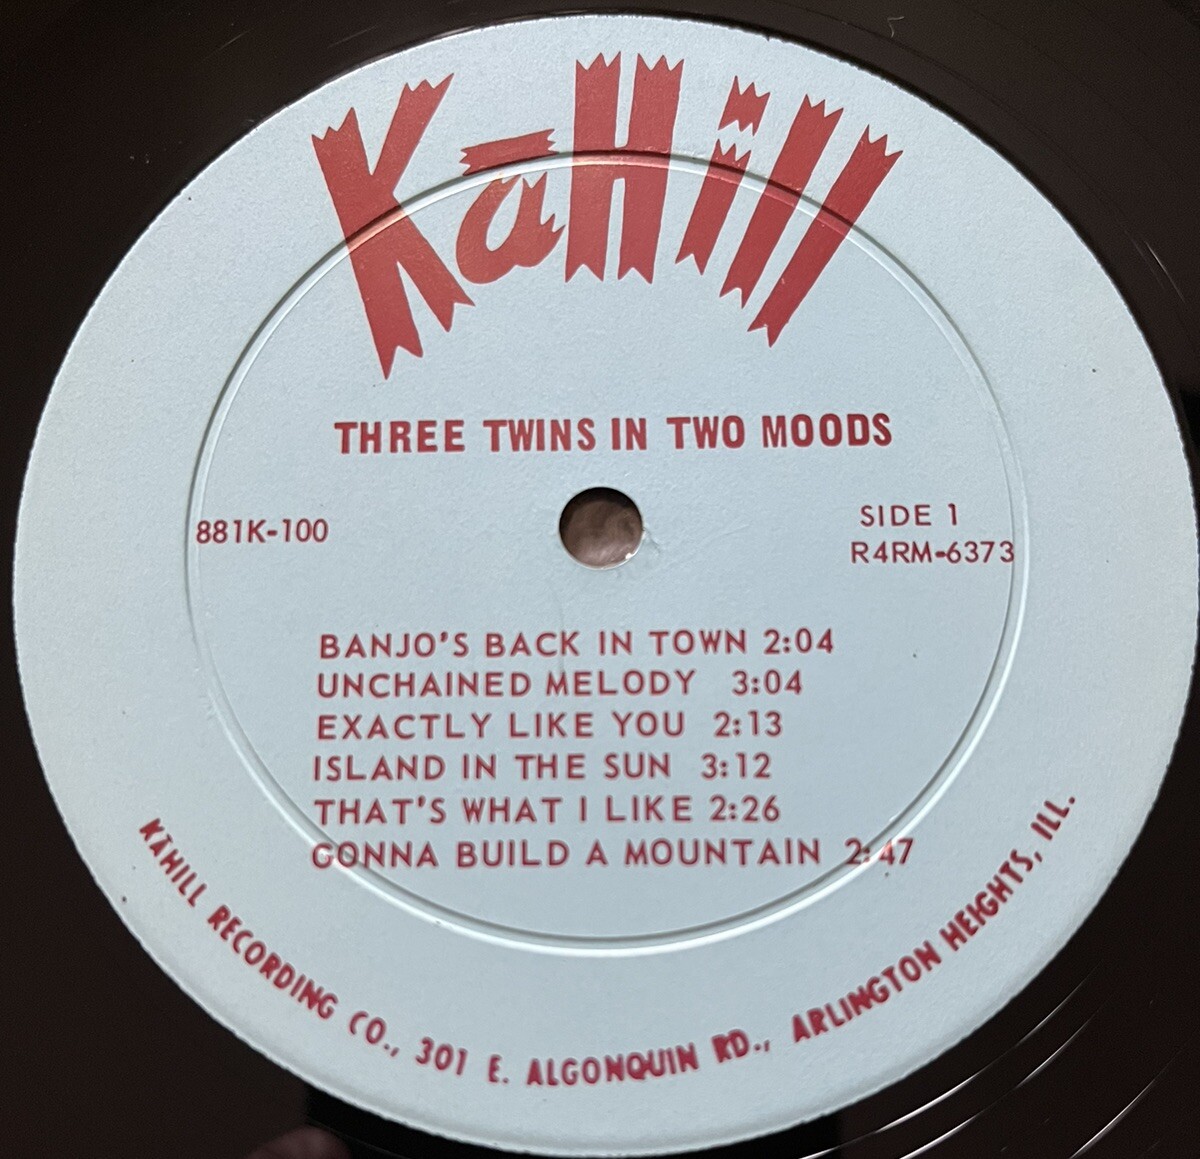 KāHill
THREE TWINS IN TWO MOODS
881K-100
SIDE 1
R4RM-6373
BANJO'S BACK IN TOWN 2:04
UNCHAINED MELODY 3:04
EXACTLY LIKE YOU 2:13
ISLAND IN THE SUN 3:12
THAT'S WHAT I LIKE 2:26
GONNA BUILD A MOUNTAIN 2:47
KĀHILL RECORDING CO., 301 E. ALGONQUIN RD., ARLINGTON HEIGHTS, ILL.